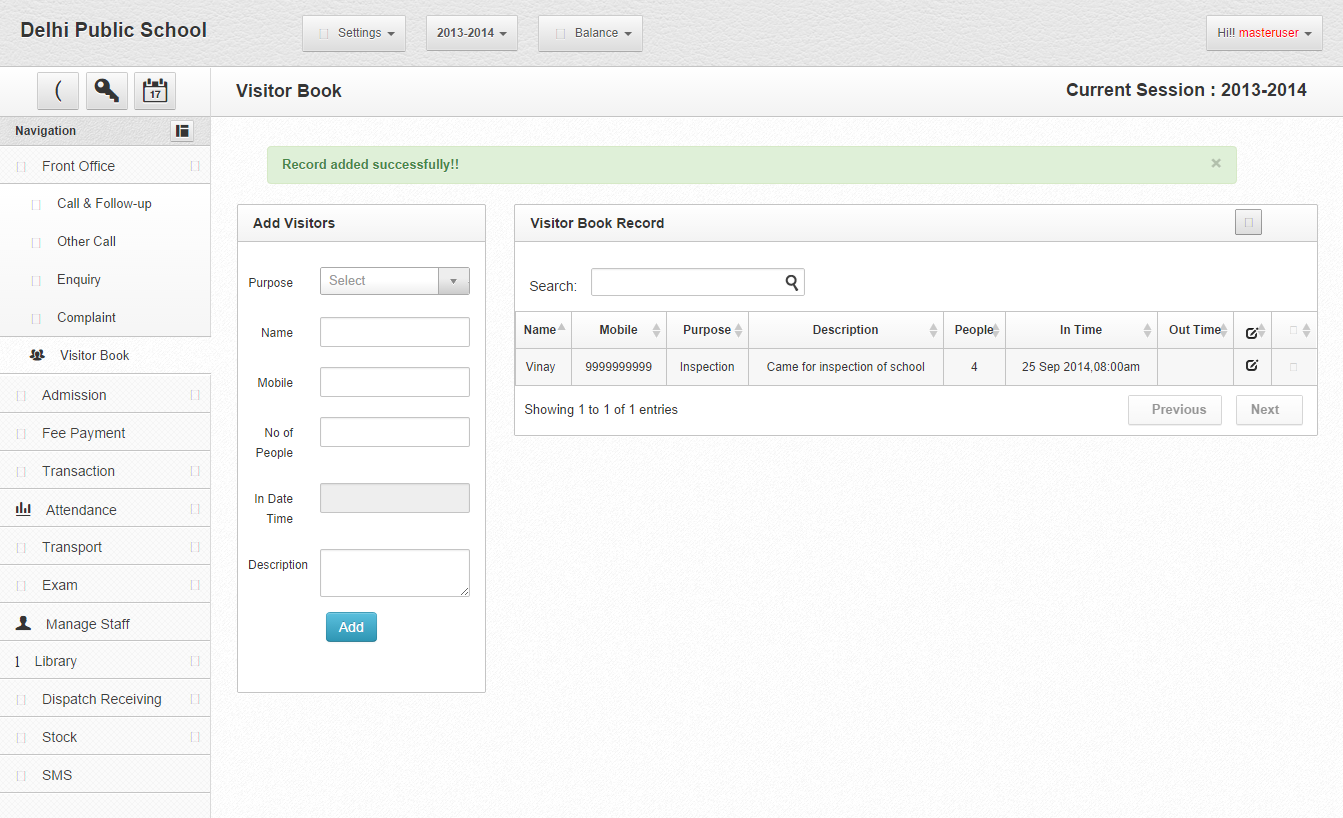 Delhi Public School
Settings
2013-2014
Balance
Hi!! masteruser
17
Visitor Book
Current Session : 2013-2014
Navigation
Front Office
Call & Follow-up
Other Call
Enquiry
Complaint
Visitor Book
Admission
Fee Payment
Transaction
Attendance
Transport
Exam
Manage Staff
1 Library
Dispatch Receiving
Stock
SMS
Record added successfully!! ×
Add Visitors
Purpose Select
Name
Mobile
No of
People
In Date
Time
Description
Add
Visitor Book Record
Search:
Name Mobile Purpose Description People In Time Out Time
Vinay 9999999999 Inspection Came for inspection of school 4 25 Sep 2014,08:00am
Showing 1 to 1 of 1 entries
Previous Next